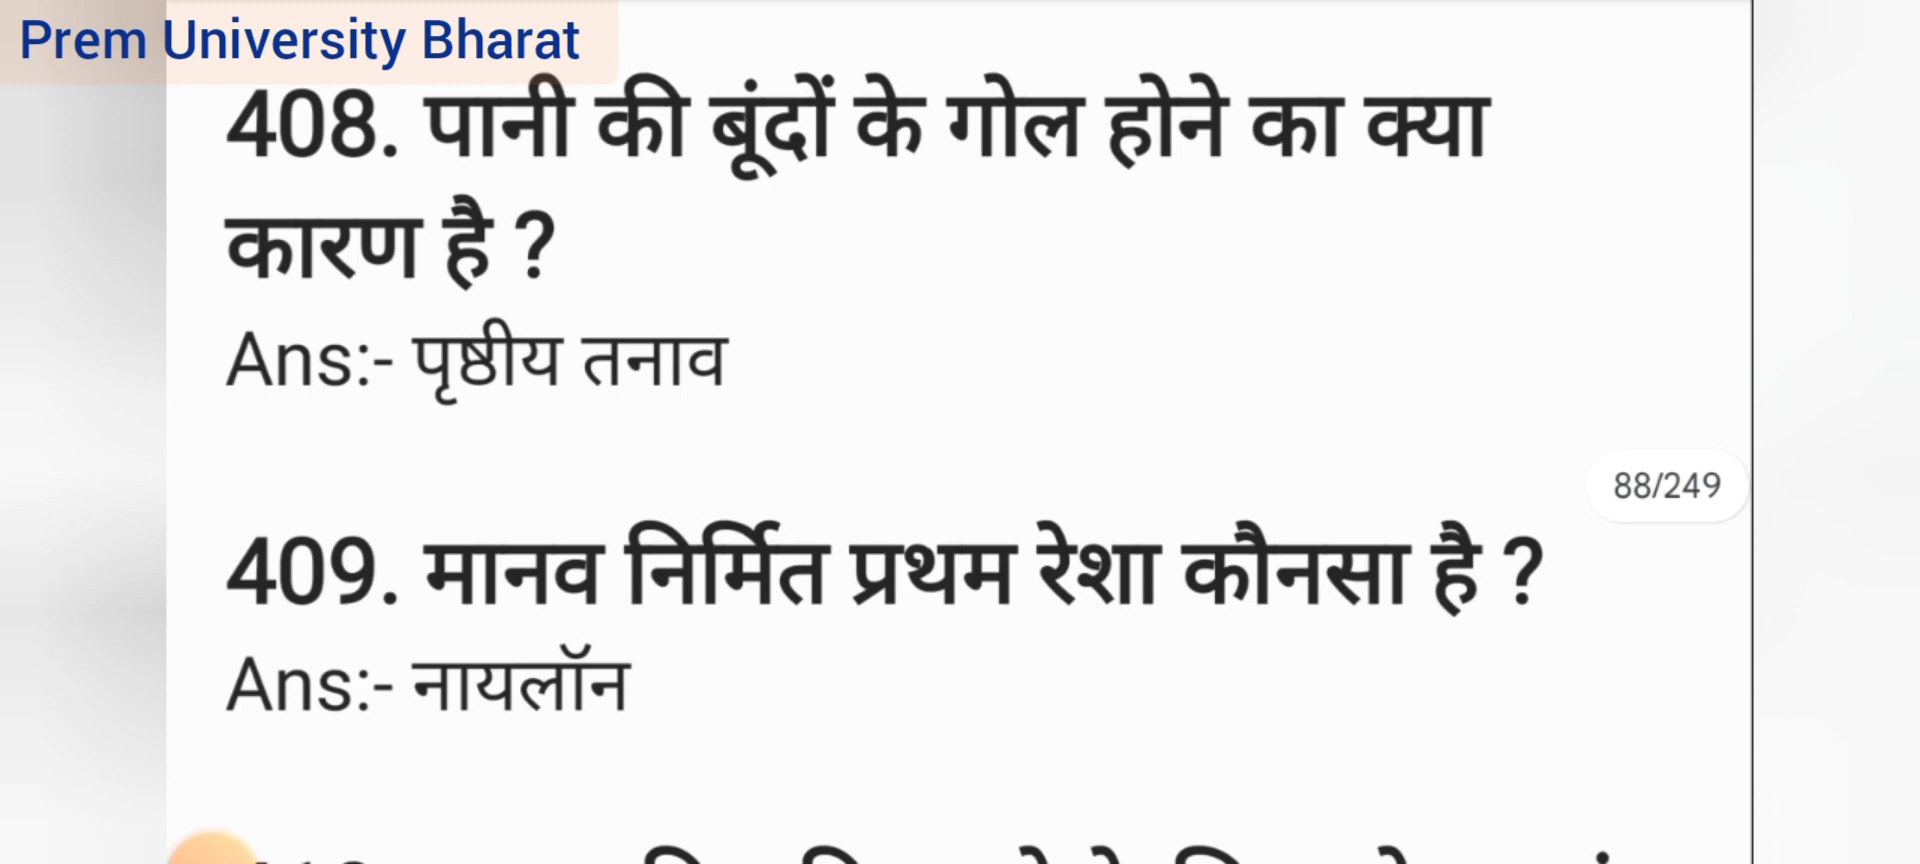 Prem University Bharat
408. पानी की बूंदों के गोल होने का क्या
कारण है ?
Ans:- पृष्ठीय तनाव
88/249
409. मानव निर्मित प्रथम रेशा कौनसा है ?
Ans:- नायलॉन